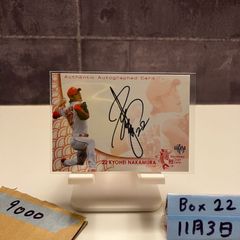 Authentic Autographed Card
22 KYOHEI NAKAMURA
9000
Box 22
11月3日